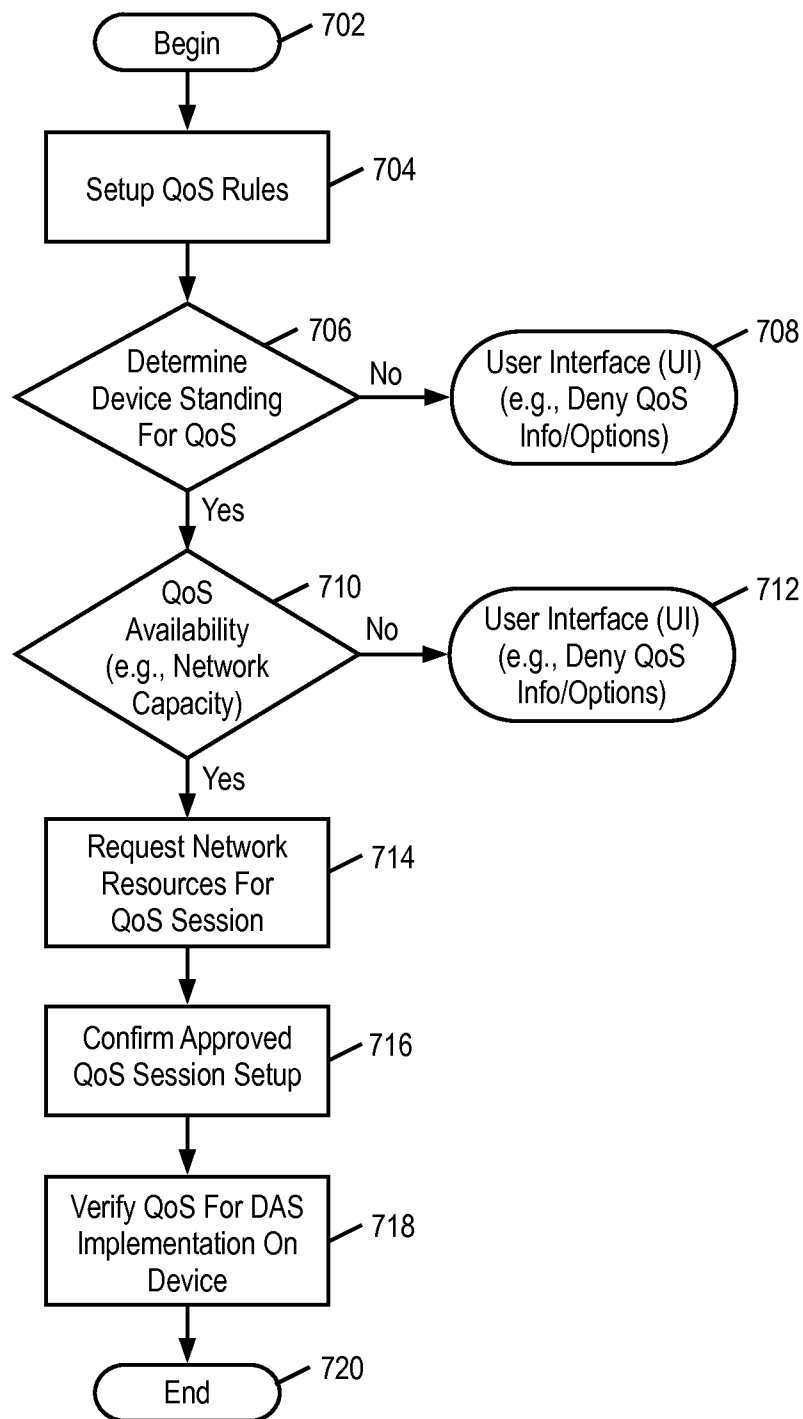 Begin
702
Setup QoS Rules
704
Determine
Device Standing
For QoS
706
No
User Interface (UI)
(e.g., Deny QoS
Info/Options)
708
Yes
QoS
Availability
(e.g., Network
Capacity)
710
No
User Interface (UI)
(e.g., Deny QoS
Info/Options)
712
Yes
Request Network
Resources For
QoS Session
714
Confirm Approved
QoS Session Setup
716
Verify QoS For DAS
Implementation On
Device
718
End
720